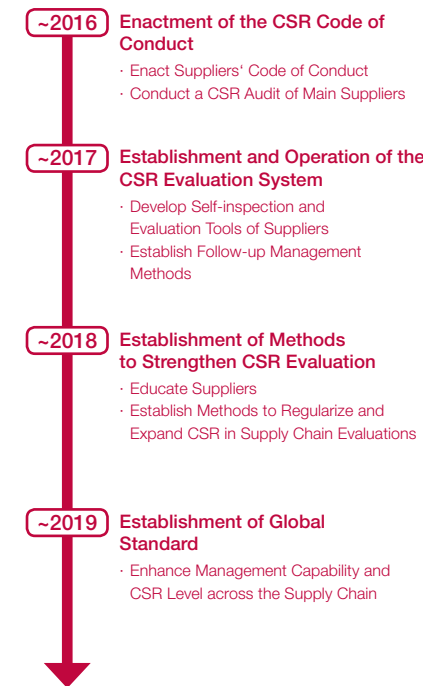 ~2016
Enactment of the CSR Code of
Conduct
· Enact Suppliers' Code of Conduct
· Conduct a CSR Audit of Main Suppliers
~2017
Establishment and Operation of the
CSR Evaluation System
· Develop Self-inspection and
Evaluation Tools of Suppliers
· Establish Follow-up Management
Methods
~2018
Establishment of Methods
to Strengthen CSR Evaluation
· Educate Suppliers
· Establish Methods to Regularize and
Expand CSR in Supply Chain Evaluations
~2019
Establishment of Global
Standard
· Enhance Management Capability and
CSR Level across the Supply Chain